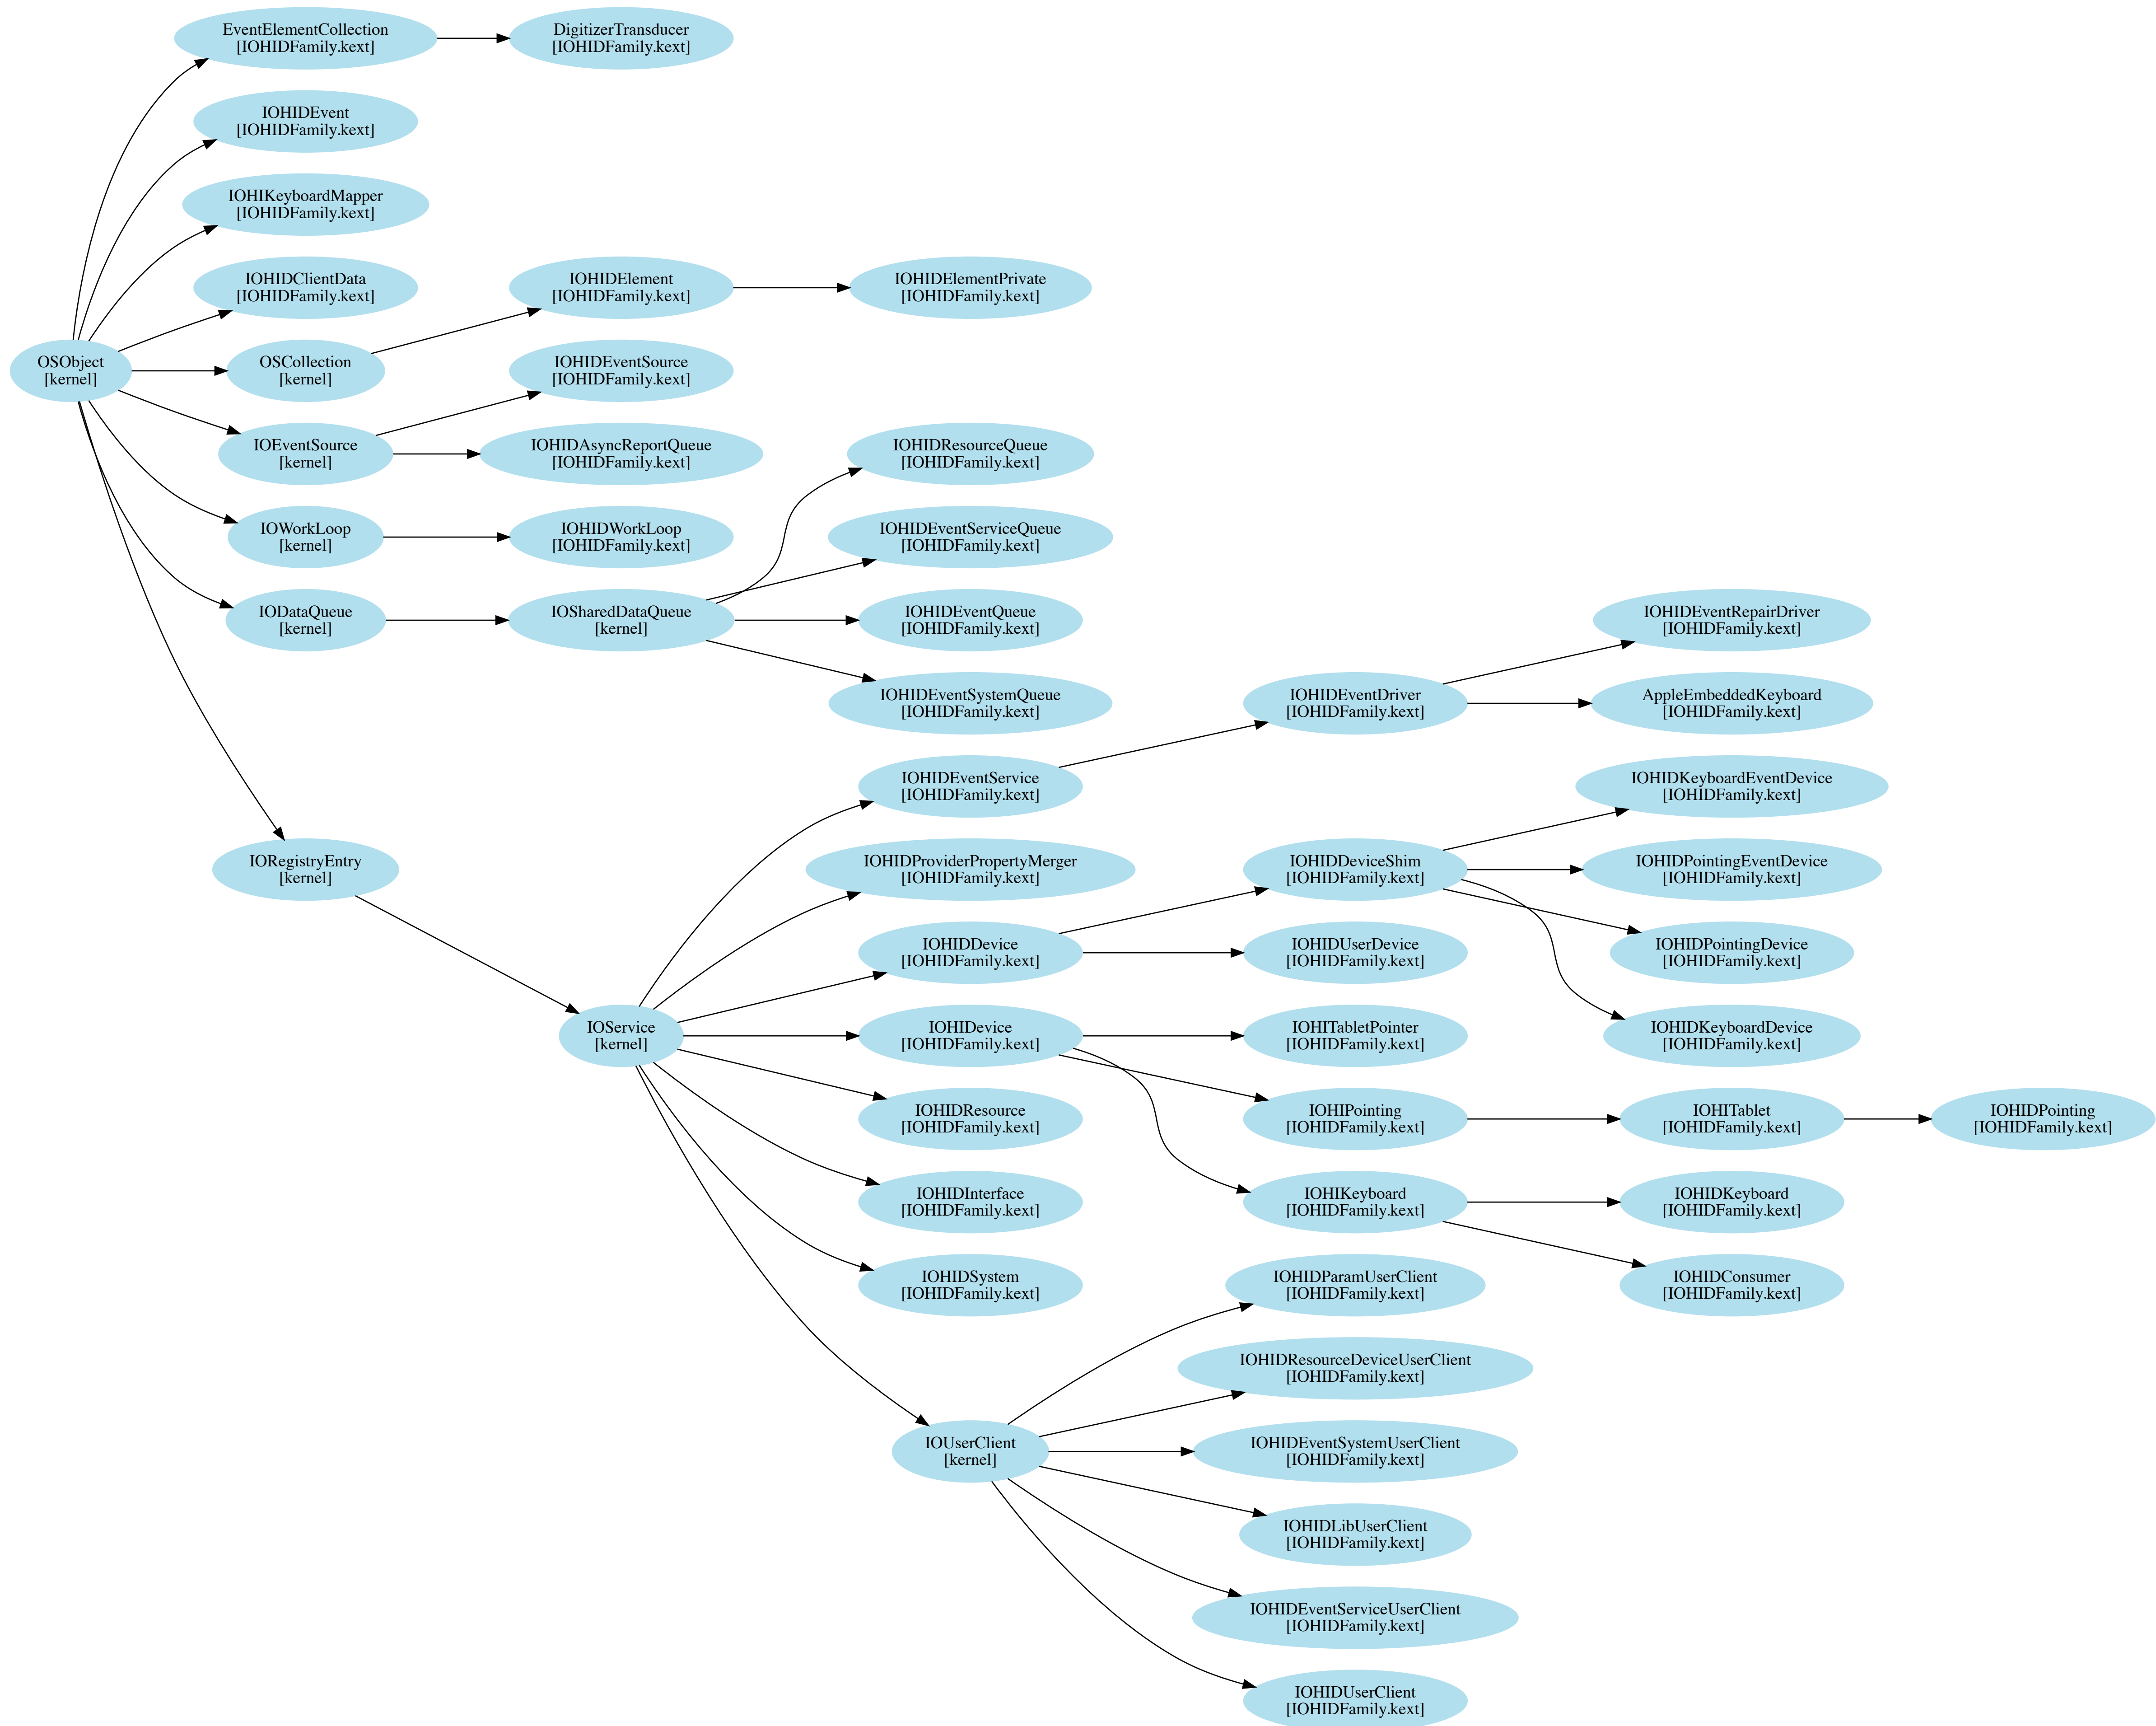 EventElementCollection
[IOHIDFamily.kext]
DigitizerTransducer
[IOHIDFamily.kext]
IOHIDEvent
[IOHIDFamily.kext]
IOHIKeyboardMapper
[IOHIDFamily.kext]
IOHIDClientData
[IOHIDFamily.kext]
IOHIDElement
[IOHIDFamily.kext]
IOHIDElementPrivate
[IOHIDFamily.kext]
OSObject
[kernel]
OSCollection
[kernel]
IOHIDEventSource
[IOHIDFamily.kext]
IOEventSource
[kernel]
IOHIDAsyncReportQueue
[IOHIDFamily.kext]
IOHIDResourceQueue
[IOHIDFamily.kext]
IOWorkLoop
[kernel]
IOHIDWorkLoop
[IOHIDFamily.kext]
IOHIDEventServiceQueue
[IOHIDFamily.kext]
IODataQueue
[kernel]
IOSharedDataQueue
[kernel]
IOHIDEventQueue
[IOHIDFamily.kext]
IOHIDEventRepairDriver
[IOHIDFamily.kext]
IOHIDEventSystemQueue
[IOHIDFamily.kext]
IOHIDEventDriver
[IOHIDFamily.kext]
AppleEmbeddedKeyboard
[IOHIDFamily.kext]
IOHIDEventService
[IOHIDFamily.kext]
IOHIDKeyboardEventDevice
[IOHIDFamily.kext]
IORegistryEntry
[kernel]
IOHIDProviderPropertyMerger
[IOHIDFamily.kext]
IOHIDDeviceShim
[IOHIDFamily.kext]
IOHIDPointingEventDevice
[IOHIDFamily.kext]
IOHIDDevice
[IOHIDFamily.kext]
IOHIDUserDevice
[IOHIDFamily.kext]
IOHIDPointingDevice
[IOHIDFamily.kext]
IOService
[kernel]
IOHIDevice
[IOHIDFamily.kext]
IOHITabletPointer
[IOHIDFamily.kext]
IOHIDKeyboardDevice
[IOHIDFamily.kext]
IOHIDResource
[IOHIDFamily.kext]
IOHIPointing
[IOHIDFamily.kext]
IOHITablet
[IOHIDFamily.kext]
IOHIDPointing
[IOHIDFamily.kext]
IOHIDInterface
[IOHIDFamily.kext]
IOHIKeyboard
[IOHIDFamily.kext]
IOHIDKeyboard
[IOHIDFamily.kext]
IOHIDSystem
[IOHIDFamily.kext]
IOHIDParamUserClient
[IOHIDFamily.kext]
IOHIDConsumer
[IOHIDFamily.kext]
IOHIDResourceDeviceUserClient
[IOHIDFamily.kext]
IOUserClient
[kernel]
IOHIDEventSystemUserClient
[IOHIDFamily.kext]
IOHIDLibUserClient
[IOHIDFamily.kext]
IOHIDEventServiceUserClient
[IOHIDFamily.kext]
IOHIDUserClient
[IOHIDFamily.kext]